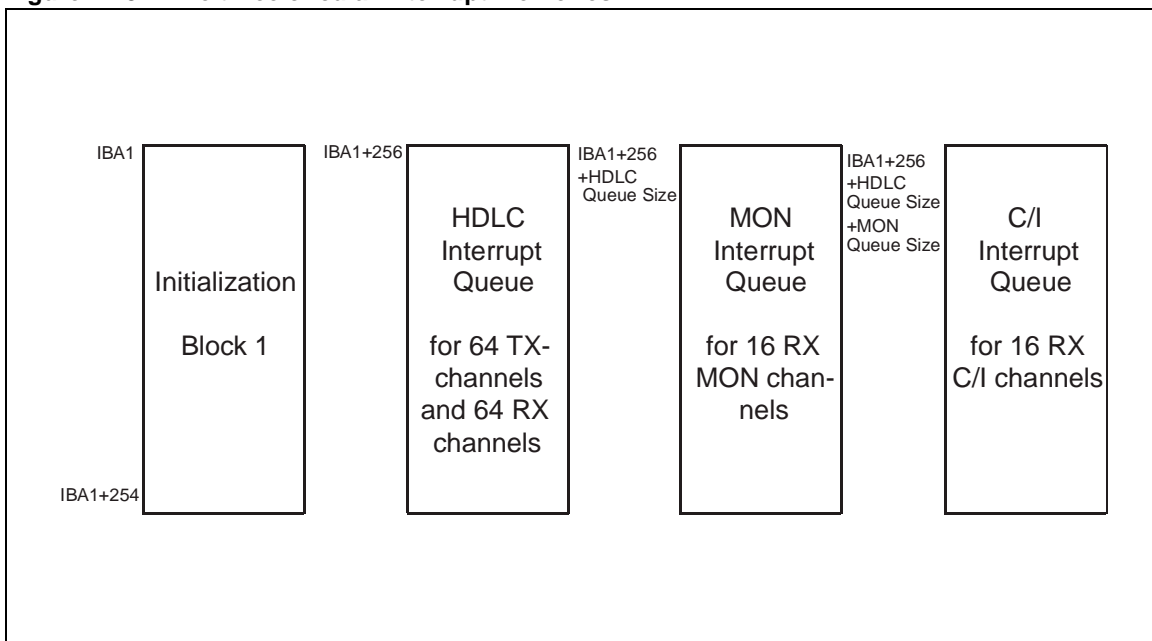 IBA1
Initialization
Block 1
IBA1+254
IBA1+256
HDLC
Interrupt
Queue
for 64 TX-
channels
and 64 RX
channels
IBA1+256
+HDLC
Queue Size
MON
Interrupt
Queue
for 16 RX
MON chan-
nels
IBA1+256
+HDLC
Queue Size
+MON
Queue Size
C/I
Interrupt
Queue
for 16 RX
C/I channels